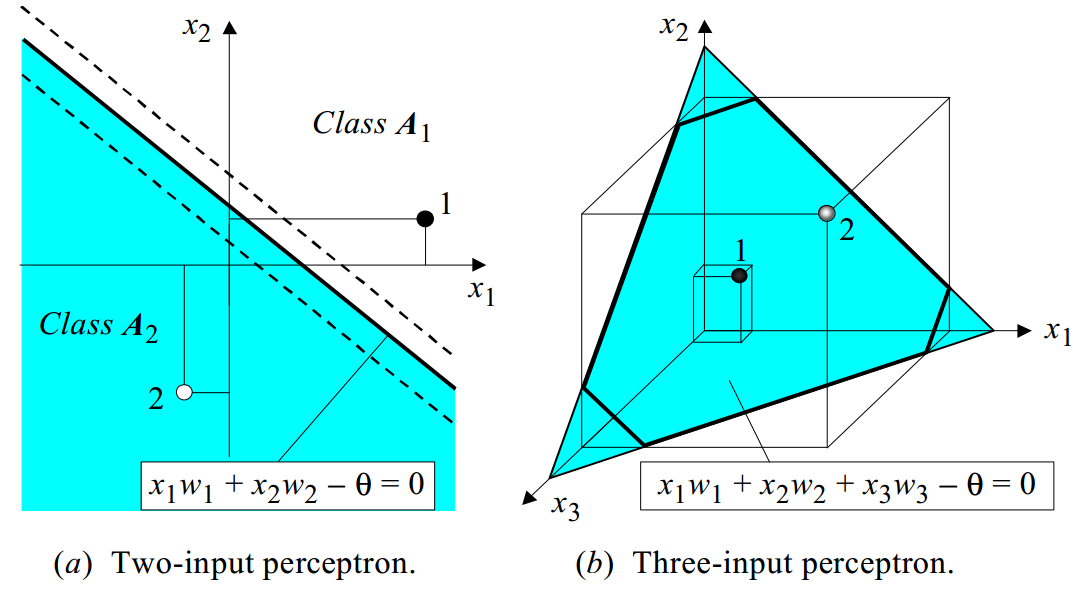 x₂
Class A₁
1
x₁
Class A₂
2
x₁w₁ + x₂w₂ − θ = 0
(a) Two-input perceptron.
x₂
2
1
x₁
x₃
x₁w₁ + x₂w₂ + x₃w₃ − θ = 0
(b) Three-input perceptron.